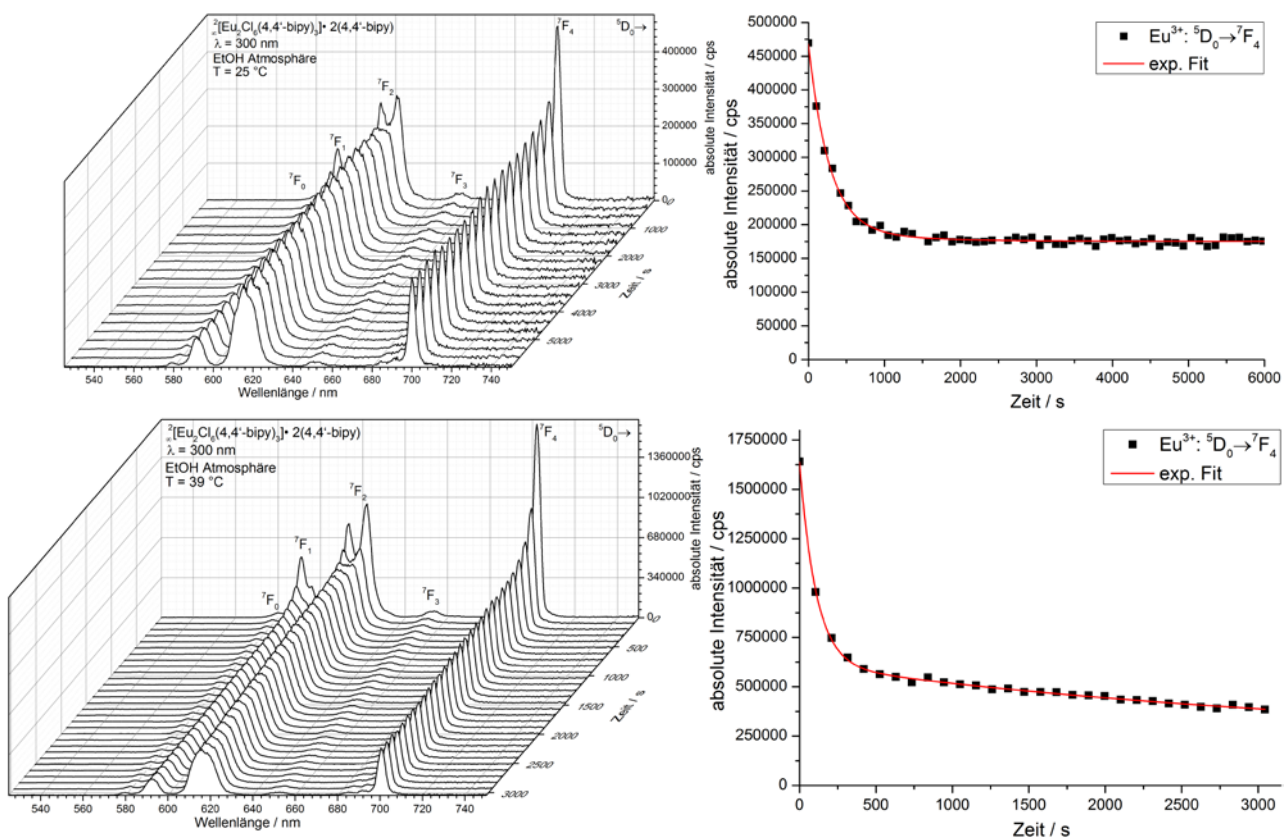 ²∞[Eu₂Cl₆(4,4'-bipy)₃]• 2(4,4'-bipy)
λ = 300 nm
EtOH Atmosphäre
T = 25 °C
⁵D₀→
⁷F₀
⁷F₁
⁷F₂
⁷F₃
⁷F₄
400000
300000
200000
100000
0
absolute Intensität / cps
0
1000
2000
3000
4000
5000
Zeit / s
540 560 580 600 620 640 660 680 700 720 740
Wellenlänge / nm
500000
450000
400000
350000
300000
250000
200000
150000
100000
50000
0
absolute Intensität / cps
Eu³⁺: ⁵D₀→⁷F₄
exp. Fit
0 1000 2000 3000 4000 5000 6000
Zeit / s
²∞[Eu₂Cl₆(4,4'-bipy)₃]• 2(4,4'-bipy)
λ = 300 nm
EtOH Atmosphäre
T = 39 °C
⁵D₀→
⁷F₀
⁷F₁
⁷F₂
⁷F₃
⁷F₄
1360000
1020000
680000
340000
0
absolute Intensität / cps
0
500
1000
1500
2000
2500
3000
Zeit / s
540 560 580 600 620 640 660 680 700 720 740
Wellenlänge / nm
1750000
1500000
1250000
1000000
750000
500000
250000
0
absolute Intensität / cps
Eu³⁺: ⁵D₀→⁷F₄
exp. Fit
0 500 1000 1500 2000 2500 3000
Zeit / s